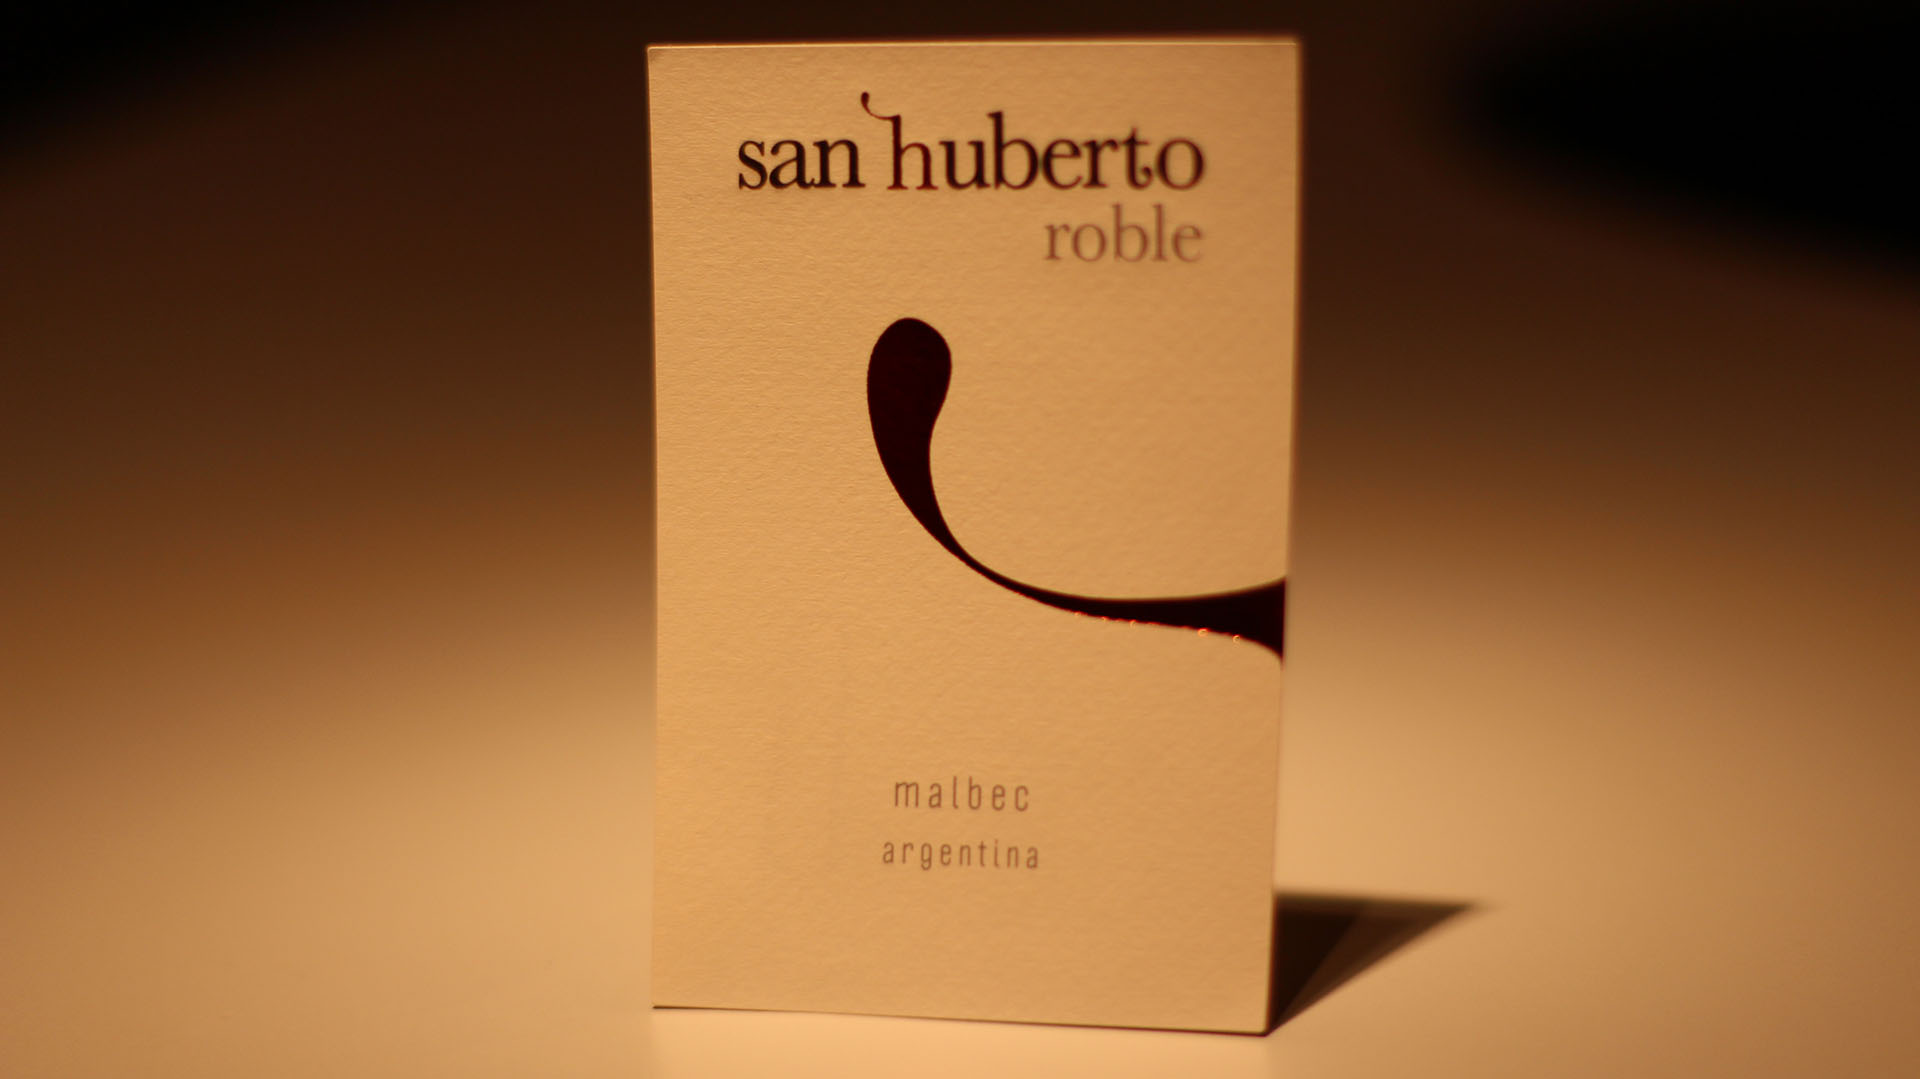 san huberto
roble
malbec
argentina